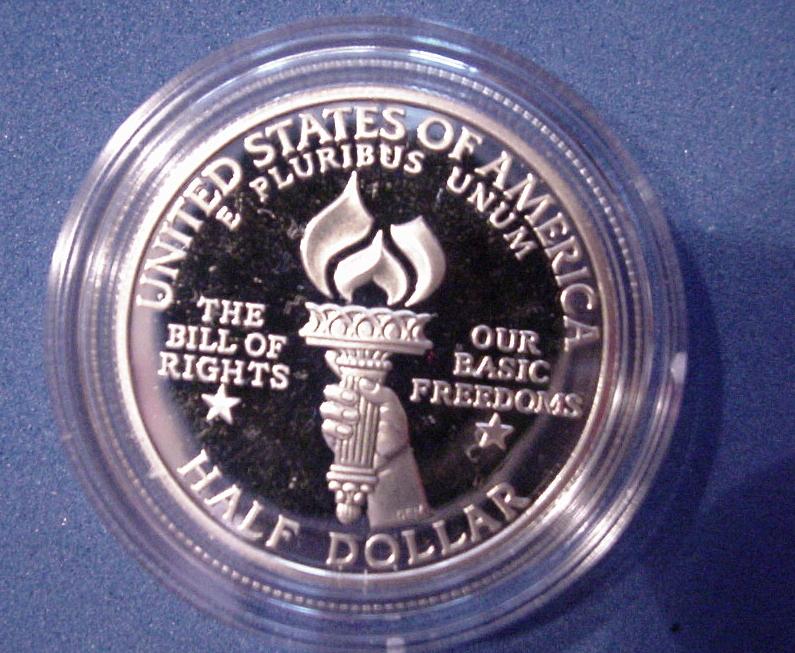 UNITED STATES OF AMERICA
E PLURIBUS UNUM
THE
BILL OF
RIGHTS
OUR
BASIC
FREEDOMS
HALF DOLLAR